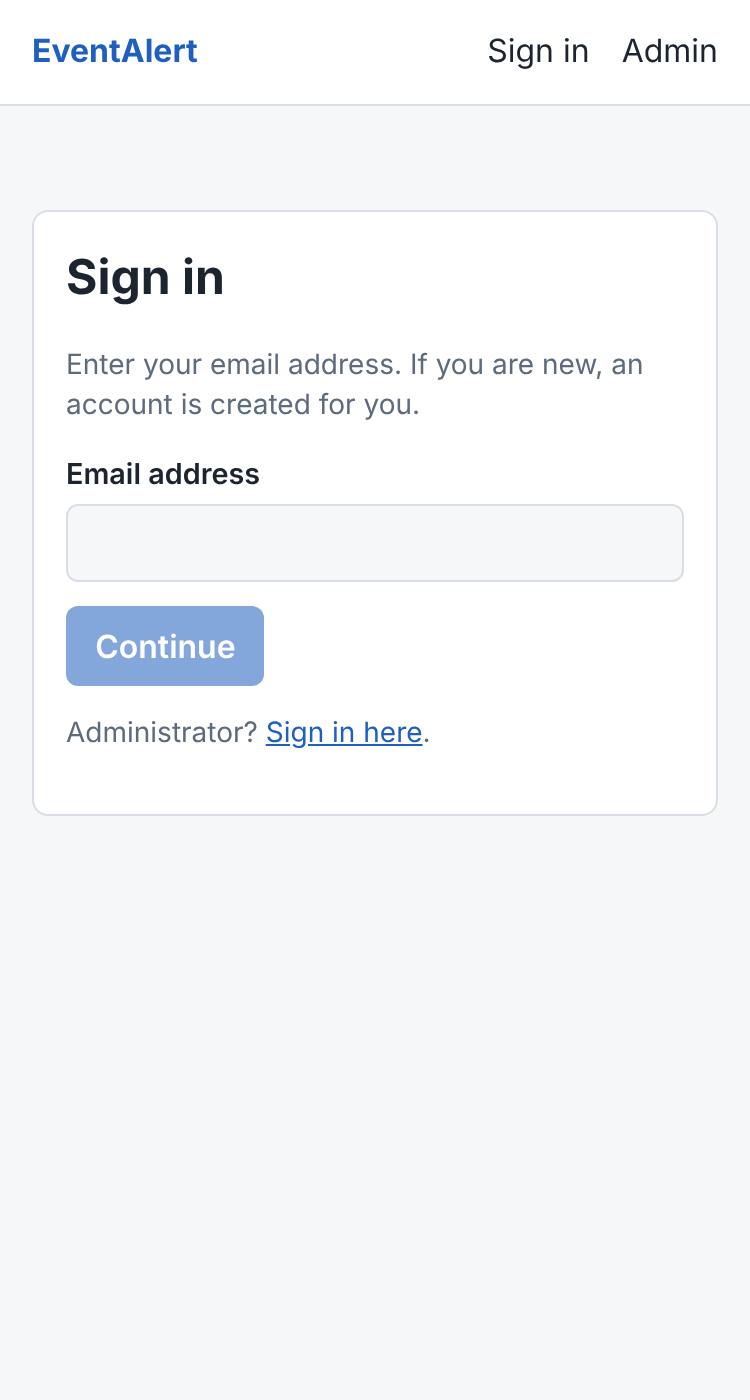 EventAlert Sign in Admin
Sign in
Enter your email address. If you are new, an
account is created for you.
Email address
Continue
Administrator? Sign in here.